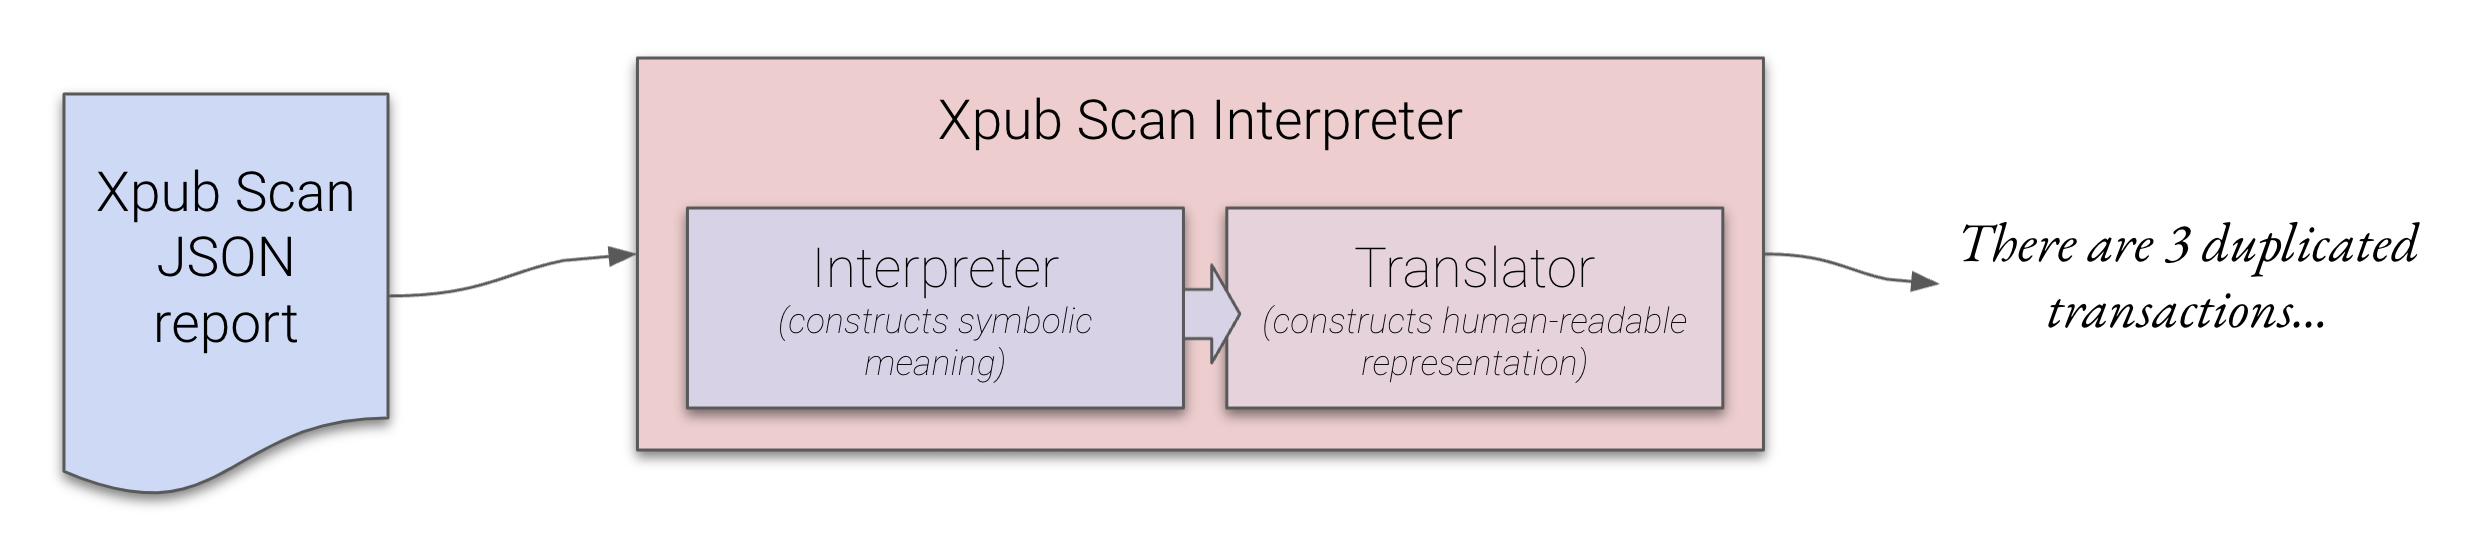 Xpub Scan
JSON
report
Xpub Scan Interpreter
Interpreter
(constructs symbolic
meaning)
Translator
(constructs human-readable
representation)
There are 3 duplicated
transactions...